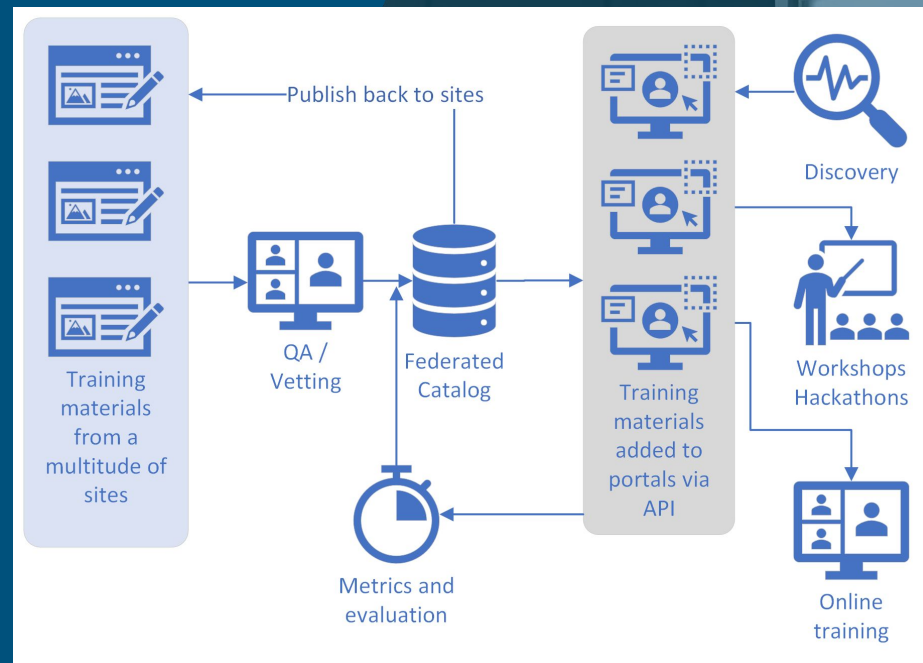 Publish back to sites
Training
materials
from a
multitude of
sites
QA /
Vetting
Federated
Catalog
Metrics and
evaluation
Training
materials
added to
portals via
API
Discovery
Workshops
Hackathons
Online
training